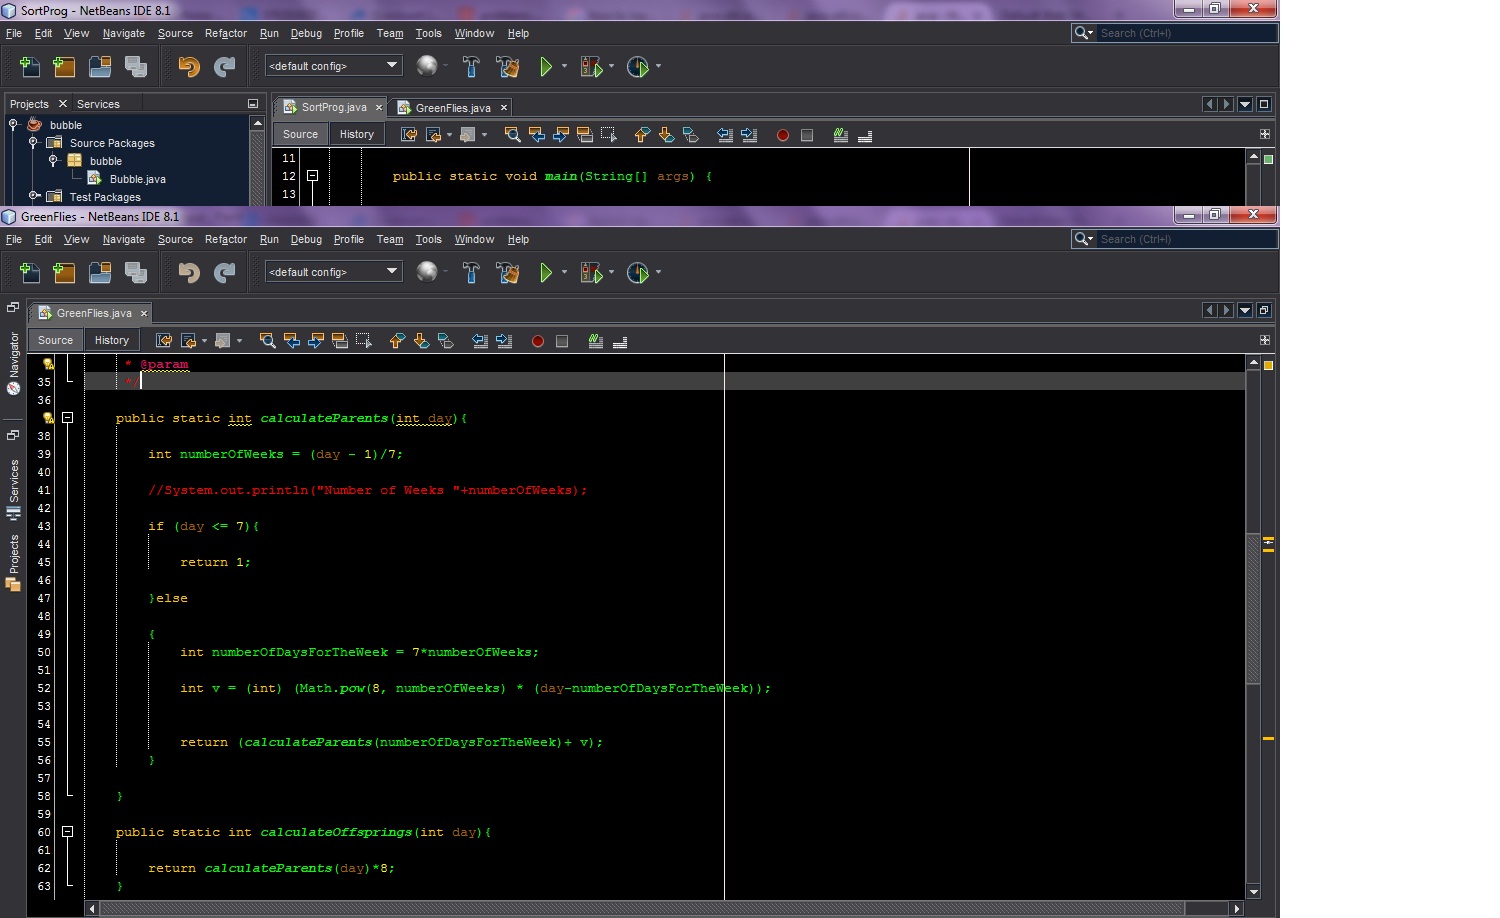 SortProg - NetBeans IDE 8.1
File Edit View Navigate Source Refactor Run Debug Profile Team Tools Window Help
Search (Ctrl+I)
<default config>
Projects Services
SortProg.java GreenFlies.java
bubble
Source History
Source Packages
bubble
11
Bubble.java
12 public static void main(String[] args) {
Test Packages
13
GreenFlies - NetBeans IDE 8.1
File Edit View Navigate Source Refactor Run Debug Profile Team Tools Window Help
Search (Ctrl+I)
<default config>
GreenFlies.java
Source History
Navigator
Services
Projects
* @param
35 */
36
public static int calculateParents(int day){
38
39 int numberOfWeeks = (day - 1)/7;
40
41 //System.out.println("Number of Weeks "+numberOfWeeks);
42
43 if (day <= 7){
44
45 return 1;
46
47 }else
48
49 {
50 int numberOfDaysForTheWeek = 7*numberOfWeeks;
51
52 int v = (int) (Math.pow(8, numberOfWeeks) * (day-numberOfDaysForTheWeek));
53
54
55 return (calculateParents(numberOfDaysForTheWeek)+ v);
56 }
57
58 }
59
60 public static int calculateOffsprings(int day){
61
62 return calculateParents(day)*8;
63 }